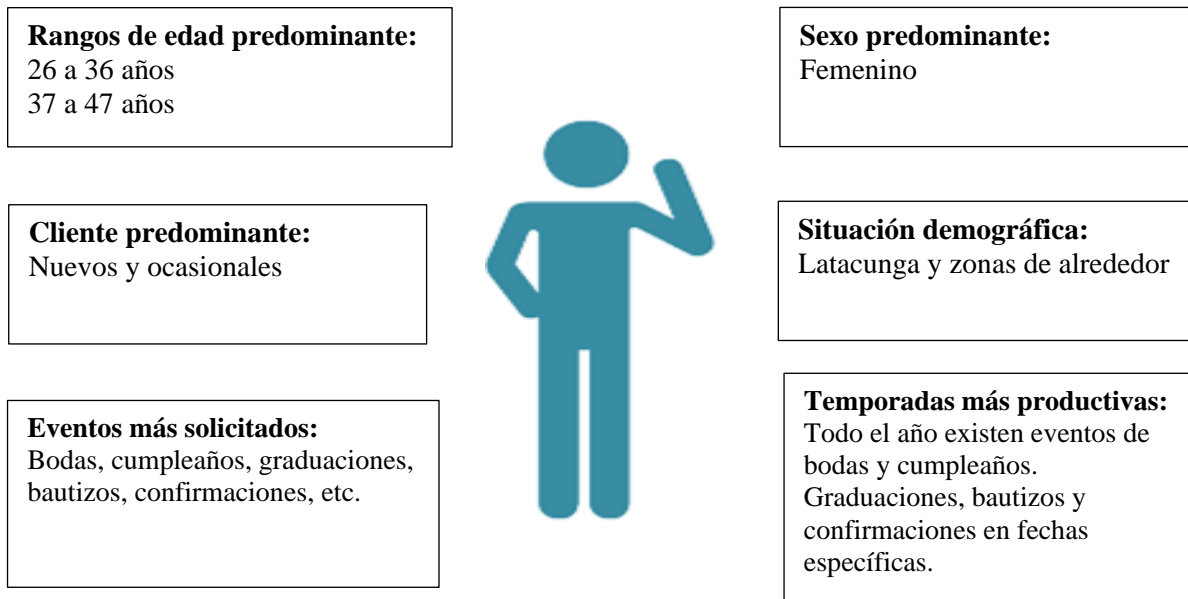 Rangos de edad predominante:
26 a 36 años
37 a 47 años
Sexo predominante:
Femenino
Cliente predominante:
Nuevos y ocasionales
Situación demográfica:
Latacunga y zonas de alrededor
Eventos más solicitados:
Bodas, cumpleaños, graduaciones,
bautizos, confirmaciones, etc.
Temporadas más productivas:
Todo el año existen eventos de
bodas y cumpleaños.
Graduaciones, bautizos y
confirmaciones en fechas
específicas.